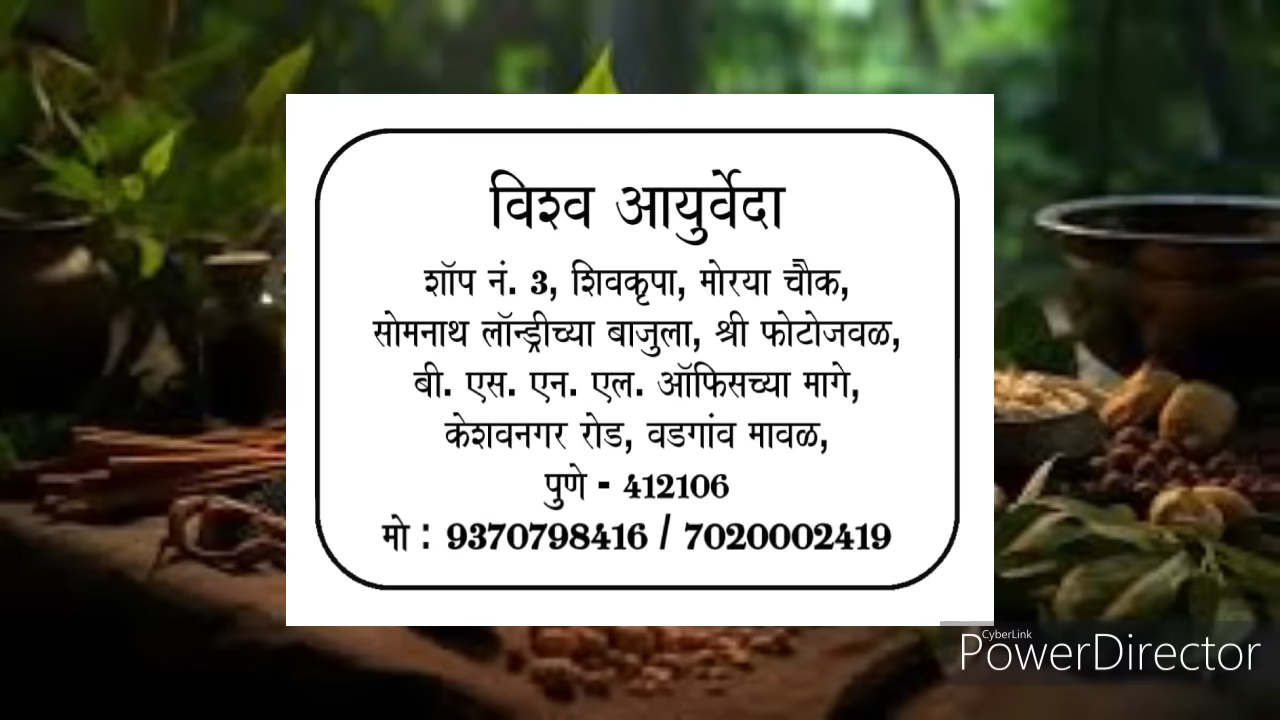 विश्व आयुर्वेदा
शॉप नं. 3, शिवकृपा, मोरया चौक,
सोमनाथ लॉन्ड्रीच्या बाजुला, श्री फोटोजवळ,
बी. एस. एन. एल. ऑफिसच्या मागे,
केशवनगर रोड, वडगांव मावळ,
पुणे - 412106
मो : 9370798416 / 7020002419
CyberLink
PowerDirector